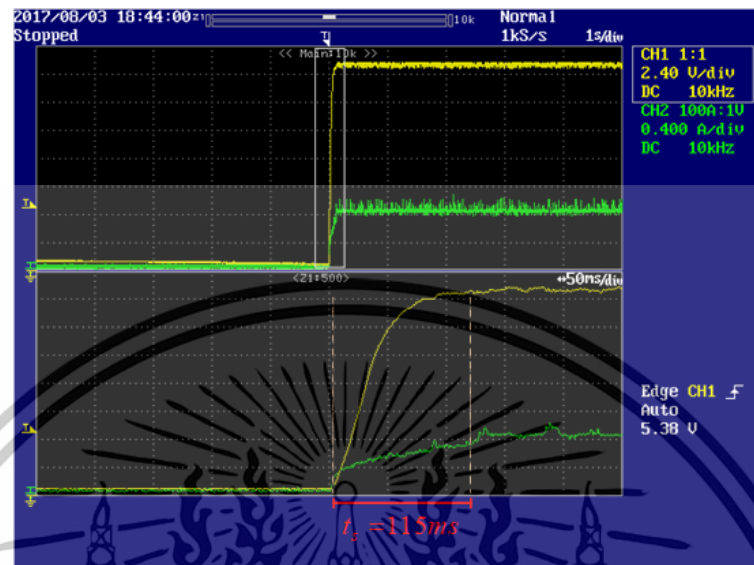 2017/08/03 18:44:00 10k Normal
Stopped 1kS/s 1s/div
<< Main:10k >>
CH1 1:1
2.40 V/div
DC 10kHz
CH2 100A:1V
0.400 A/div
DC 10kHz
<Z1:500> 50ms/div
Edge CH1
Auto
5.38 V
t_s = 115ms